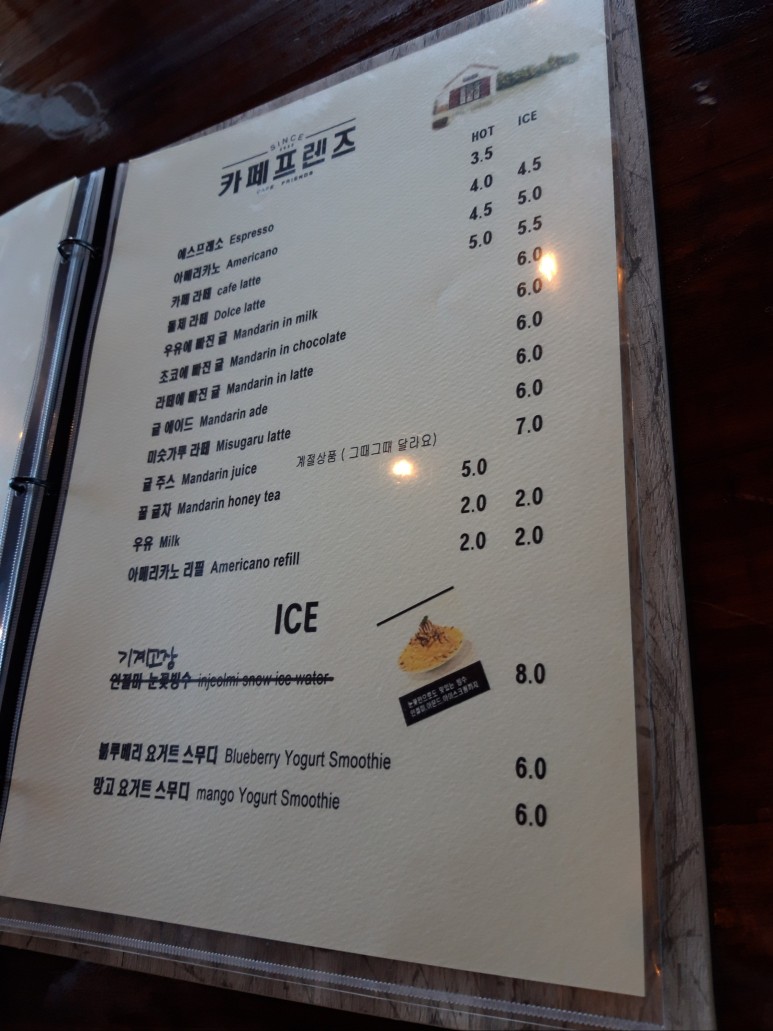 SINCE
카페프렌즈
CAFE FRIENDS
HOT ICE
에스프레소 Espresso 3.5
아메리카노 Americano 4.0 4.5
카페 라떼 cafe latte 4.5 5.0
돌체 라떼 Dolce latte 5.0 5.5
우유에 빠진 귤 Mandarin in milk 6.0
초코에 빠진 귤 Mandarin in chocolate 6.0
라떼에 빠진 귤 Mandarin in latte 6.0
귤 에이드 Mandarin ade 6.0
미숫가루 라떼 Misugaru latte 6.0
귤 주스 Mandarin juice 계절상품 ( 그때그때 달라요) 7.0
꿀 귤차 Mandarin honey tea 5.0
우유 Milk 2.0 2.0
아메리카노 리필 Americano refill 2.0 2.0
ICE
기계고장
인절미 눈꽃빙수 injeolmi snow ice water 8.0
블루베리 요거트 스무디 Blueberry Yogurt Smoothie 6.0
망고 요거트 스무디 mango Yogurt Smoothie 6.0